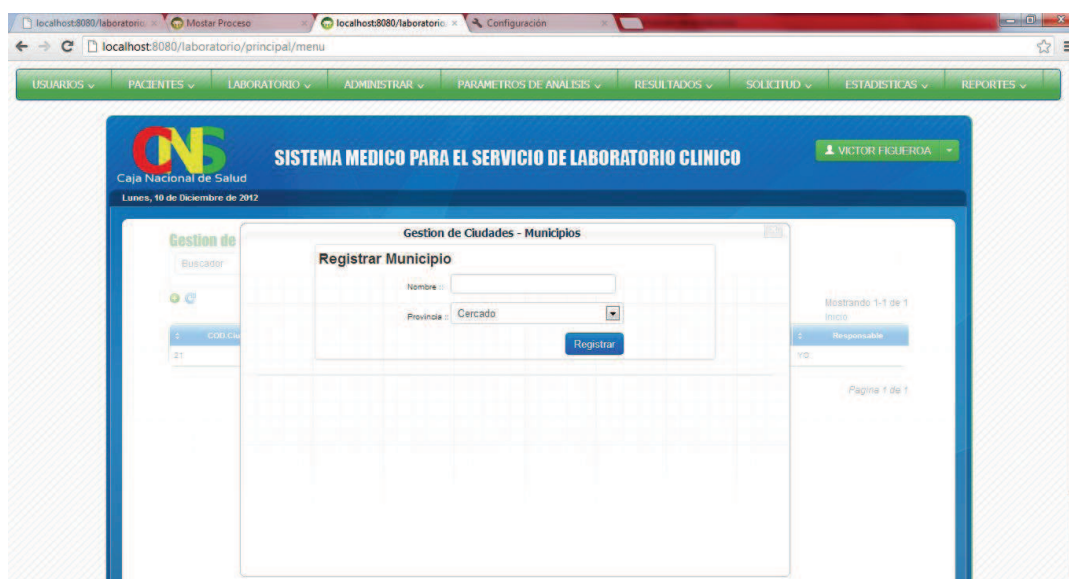 localhost:8080/laboratorio Mostar Proceso localhost:8080/laboratorio. Configuración
localhost:8080/laboratorio/principal/menu
USUARIOS PACIENTES LABORATORIO ADMINISTRAR PARAMETROS DE ANALISIS RESULTADOS SOLICITUD ESTADISTICAS REPORTES
CNS
Caja Nacional de Salud
SISTEMA MEDICO PARA EL SERVICIO DE LABORATORIO CLINICO
VICTOR FIGUEROA
Lunes, 10 de Diciembre de 2012
Gestion de Ciudades - Municipios
Gestion de
Registrar Municipio
Buscador
Nombre ::
Provincia :: Cercado
Registrar
Mostrando 1-1 de 1
Inicio
COD Ciu
Responsable
21
YO
Pagina 1 de 1